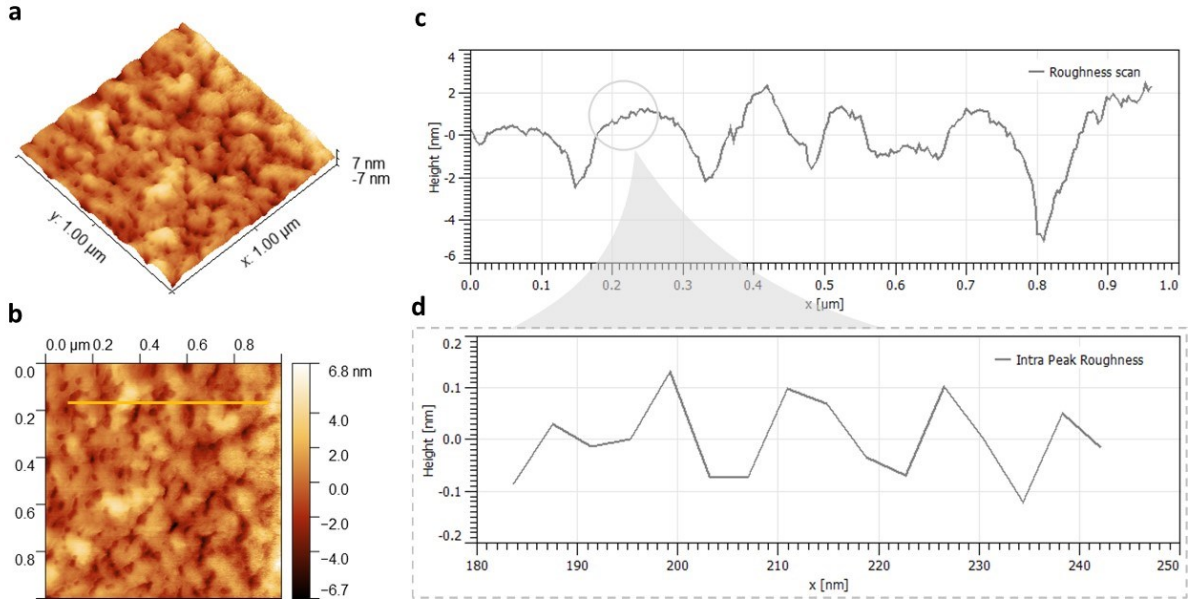 a
7 nm
-7 nm
y: 1.00 µm
x: 1.00 µm
b
0.0 µm 0.2 0.4 0.6 0.8
0.0
0.2
0.4
0.6
0.8
6.8 nm
4.0
2.0
0.0
−2.0
−4.0
−6.7
c
Height [nm]
4
2
-0
-2
-4
-6
Roughness scan
0.0 0.1 0.2 0.3 0.4 0.5 0.6 0.7 0.8 0.9 1.0
x [µm]
d
Height [nm]
0.2
0.1
0.0
-0.1
-0.2
Intra Peak Roughness
180 190 200 210 220 230 240 250
x [nm]